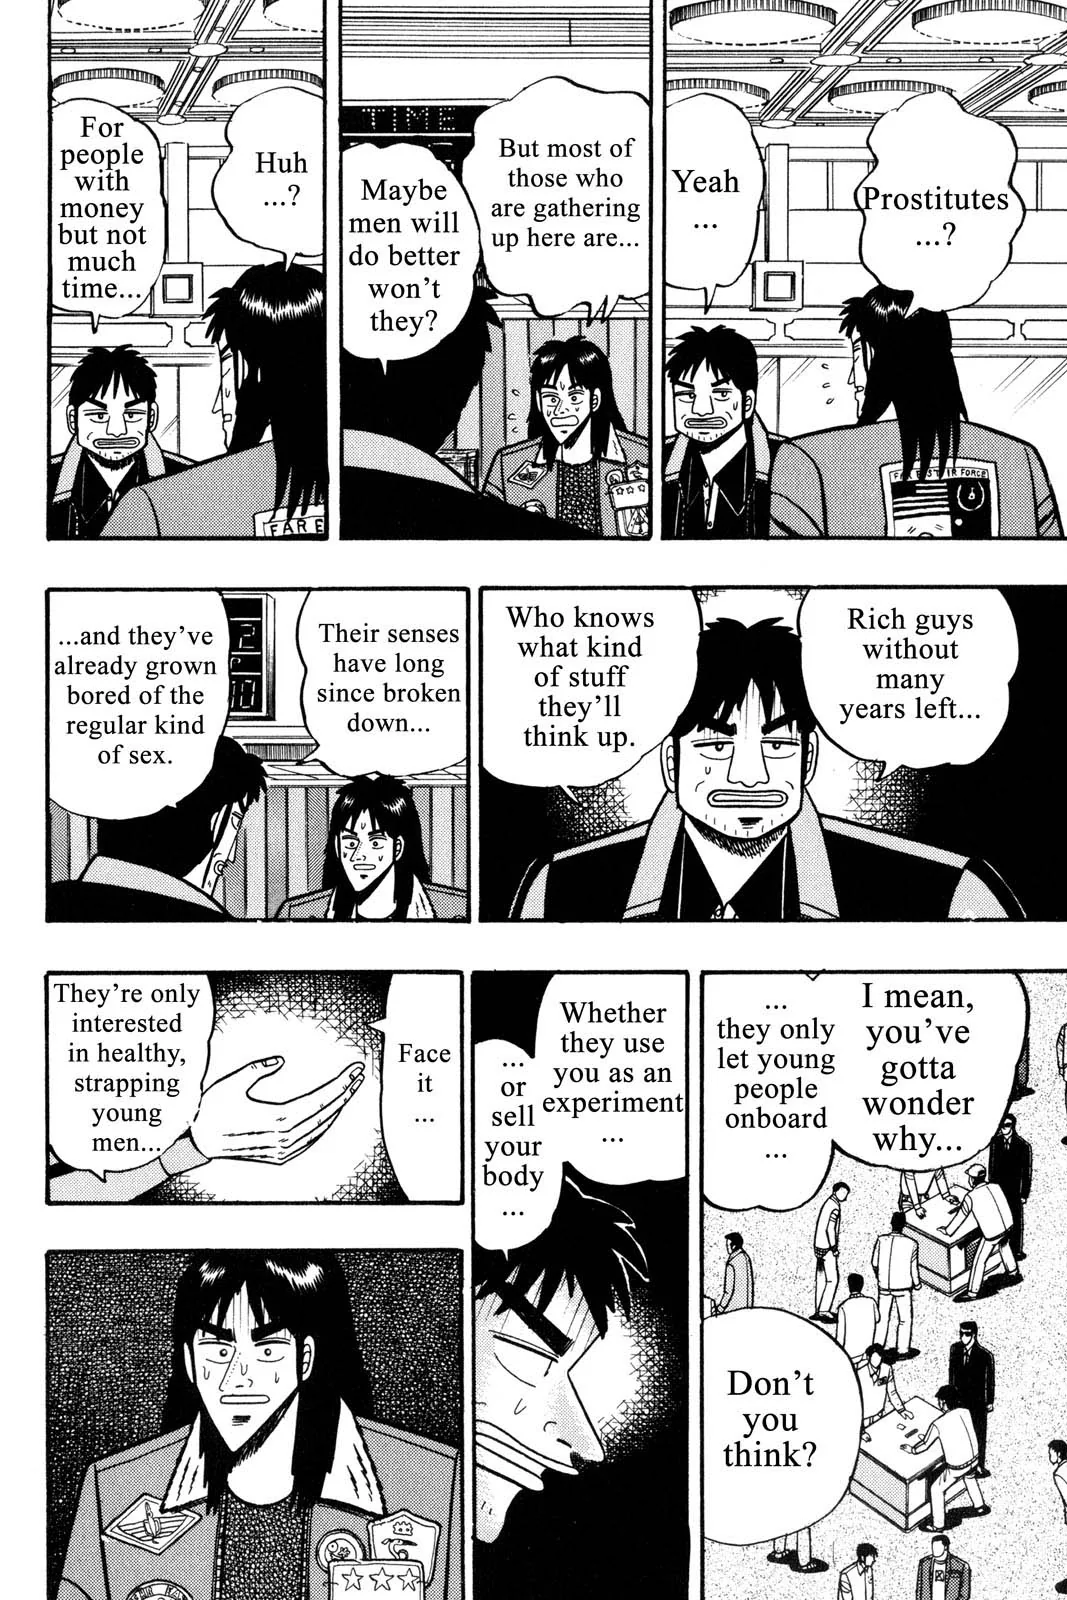 Prostitutes
...?
Yeah
...
FAR EAST AIR FORCE
But most of
those who
are gathering
up here are...
Maybe
men will
do better
won't
they?
TIME
Huh
...?
For
people
with
money
but not
much
time...
FAR E
Rich guys
without
many
years left...
Who knows
what kind
of stuff
they'll
think up.
Their senses
have long
since broken
down...
...and they've
already grown
bored of the
regular kind
of sex.
2
10
I mean,
you've
gotta
wonder
why...
...
they only
let young
people
onboard
...
Don't
you
think?
Whether
they use
you as an
experiment
...
...
or
sell
your
body
...
Face
it
...
They're only
interested
in healthy,
strapping
young
men...